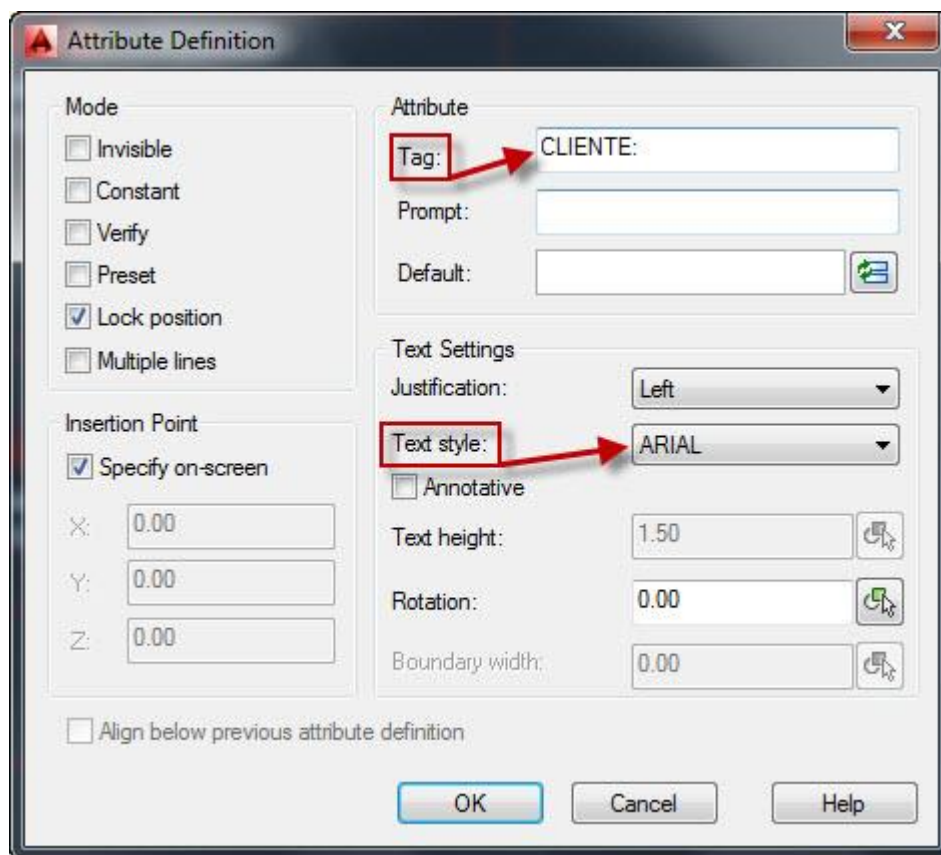 Attribute Definition
Mode
Invisible
Constant
Verify
Preset
Lock position
Multiple lines
Insertion Point
Specify on-screen
X: 0.00
Y: 0.00
Z: 0.00
Attribute
Tag: CLIENTE:
Prompt:
Default:
Text Settings
Justification: Left
Text style: ARIAL
Annotative
Text height: 1.50
Rotation: 0.00
Boundary width: 0.00
Align below previous attribute definition
OK Cancel Help